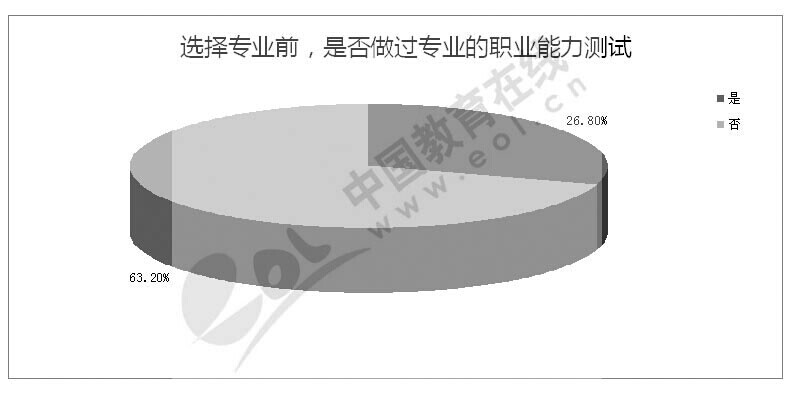 选择专业前，是否做过专业的职业能力测试
是
26.80%
否
中国教育在线
www.eol.cn
63.20%
eol